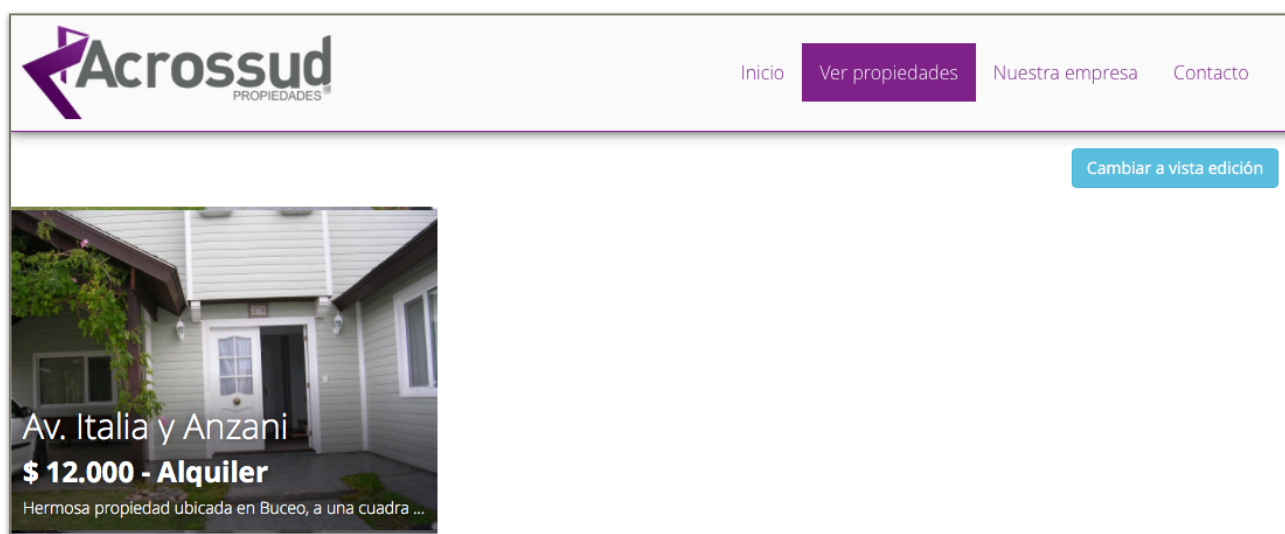 Acrossud
PROPIEDADES
Inicio
Ver propiedades
Nuestra empresa
Contacto
Cambiar a vista edición
Av. Italia y Anzani
$ 12.000 - Alquiler
Hermosa propiedad ubicada en Buceo, a una cuadra ...